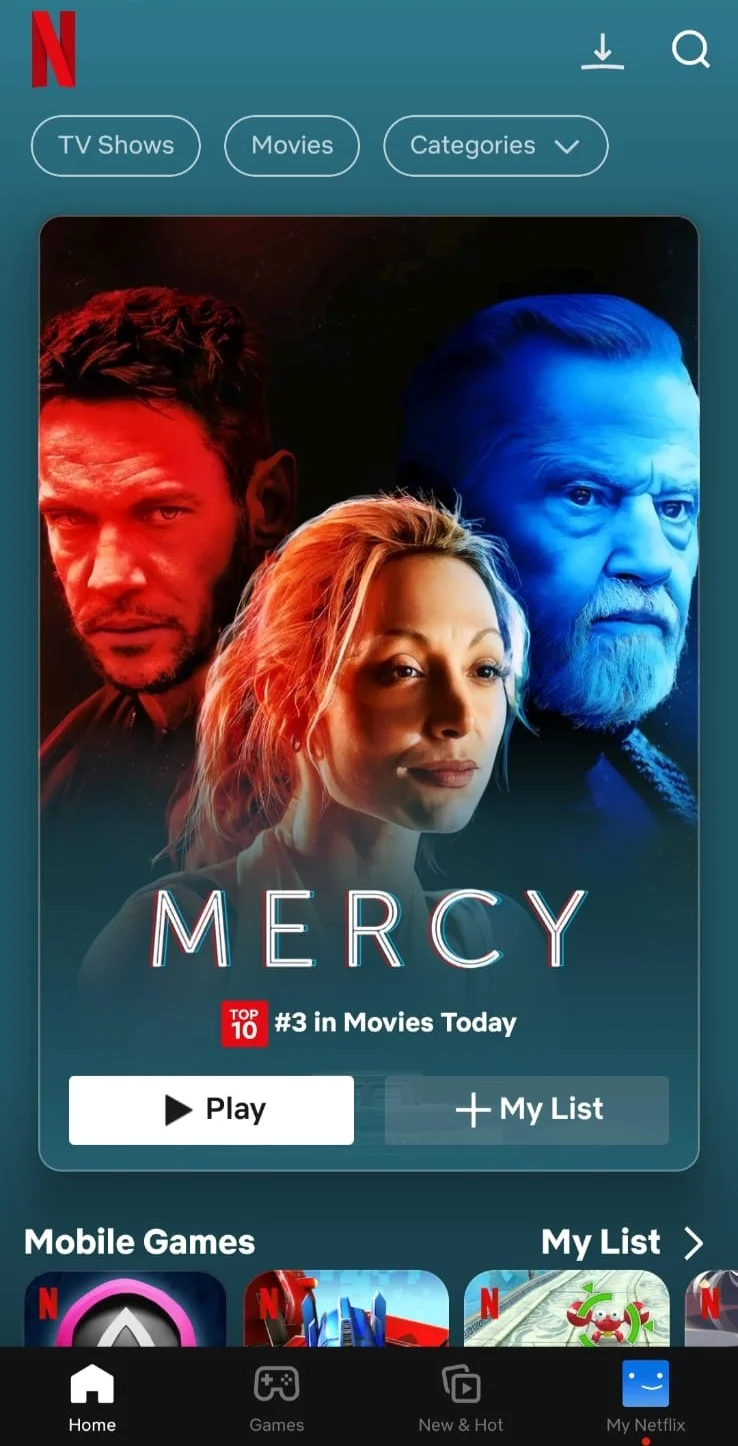 N
TV Shows
Movies
Categories
MERCY
TOP 10 #3 in Movies Today
Play
My List
Mobile Games
My List
N
N
N
N
Home
Games
New & Hot
My Netflix